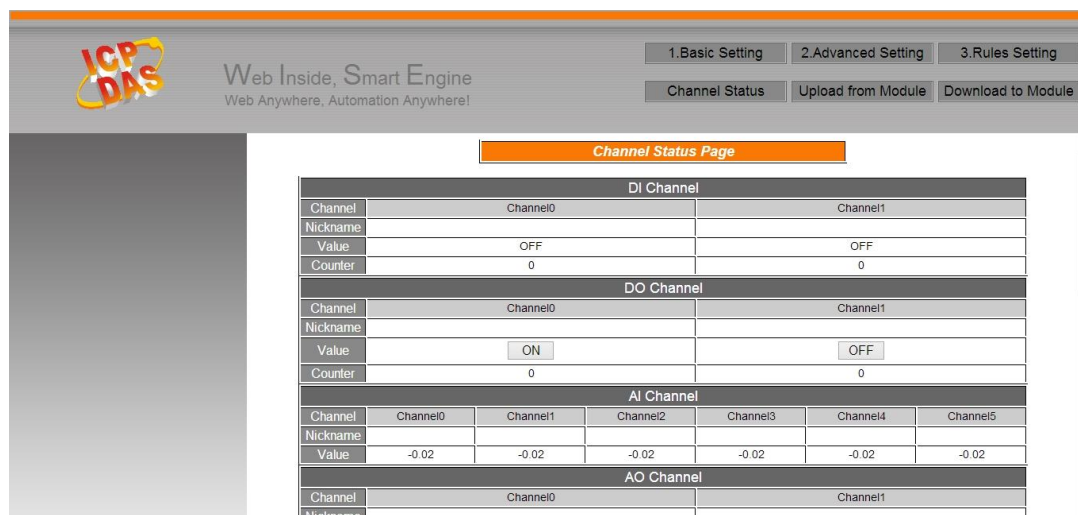 ICP
DAS
Web Inside, Smart Engine
Web Anywhere, Automation Anywhere!
1.Basic Setting 2.Advanced Setting 3.Rules Setting
Channel Status Upload from Module Download to Module
Channel Status Page
DI Channel
Channel Channel0 Channel1
Nickname
Value OFF OFF
Counter 0 0
DO Channel
Channel Channel0 Channel1
Nickname
Value ON OFF
Counter 0 0
AI Channel
Channel Channel0 Channel1 Channel2 Channel3 Channel4 Channel5
Nickname
Value -0.02 -0.02 -0.02 -0.02 -0.02 -0.02
AO Channel
Channel Channel0 Channel1
Nickname